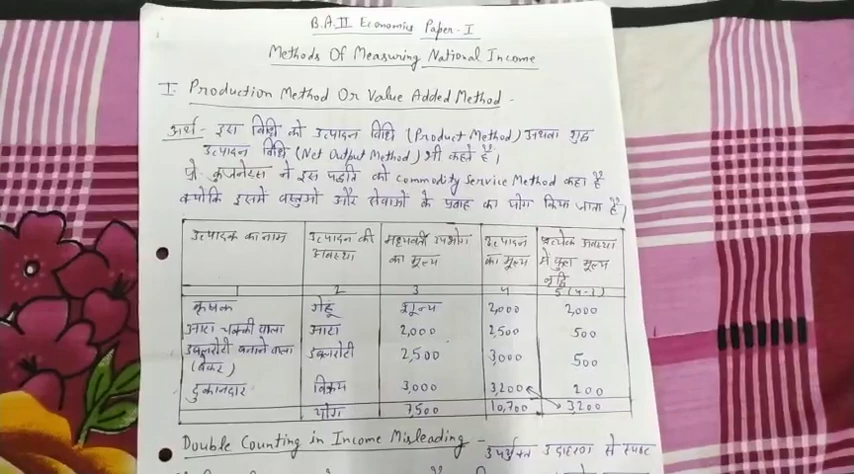 B.A.II Economics Paper-I
Methods Of Measuring National Income
I. Production Method Or Value Added Method -
अर्थ- इस विधि को उत्पादन विधि (Product Method) अथवा शुद्ध
उत्पादन विधि (Net Output Method) भी कहते हैं।
प्रो. कुजनेट्स ने इस पद्धति को Commodity Service Method कहा है
क्योंकि इसमें वस्तुओं और सेवाओं के प्रवाह का योग किया जाता है।
उत्पादक का नाम उत्पादन की अवस्था मध्यवर्ती उपभोग का मूल्य उत्पादन का मूल्य प्रत्येक अवस्था में कुल मूल्य वृद्धि
2 3 4 5 (4-3)
कृषक गेहूं शून्य 2,000 2,000
आटा चक्की वाला आटा 2,000 2,500 500
डबलरोटी बनाने वाला डबलरोटी 2,500 3,000 500
(बेकर)
दुकानदार विक्रय 3,000 3,200 200
योग 7,500 10,700 3,200
Double Counting in Income Misleading - उपर्युक्त उदाहरण से स्पष्ट